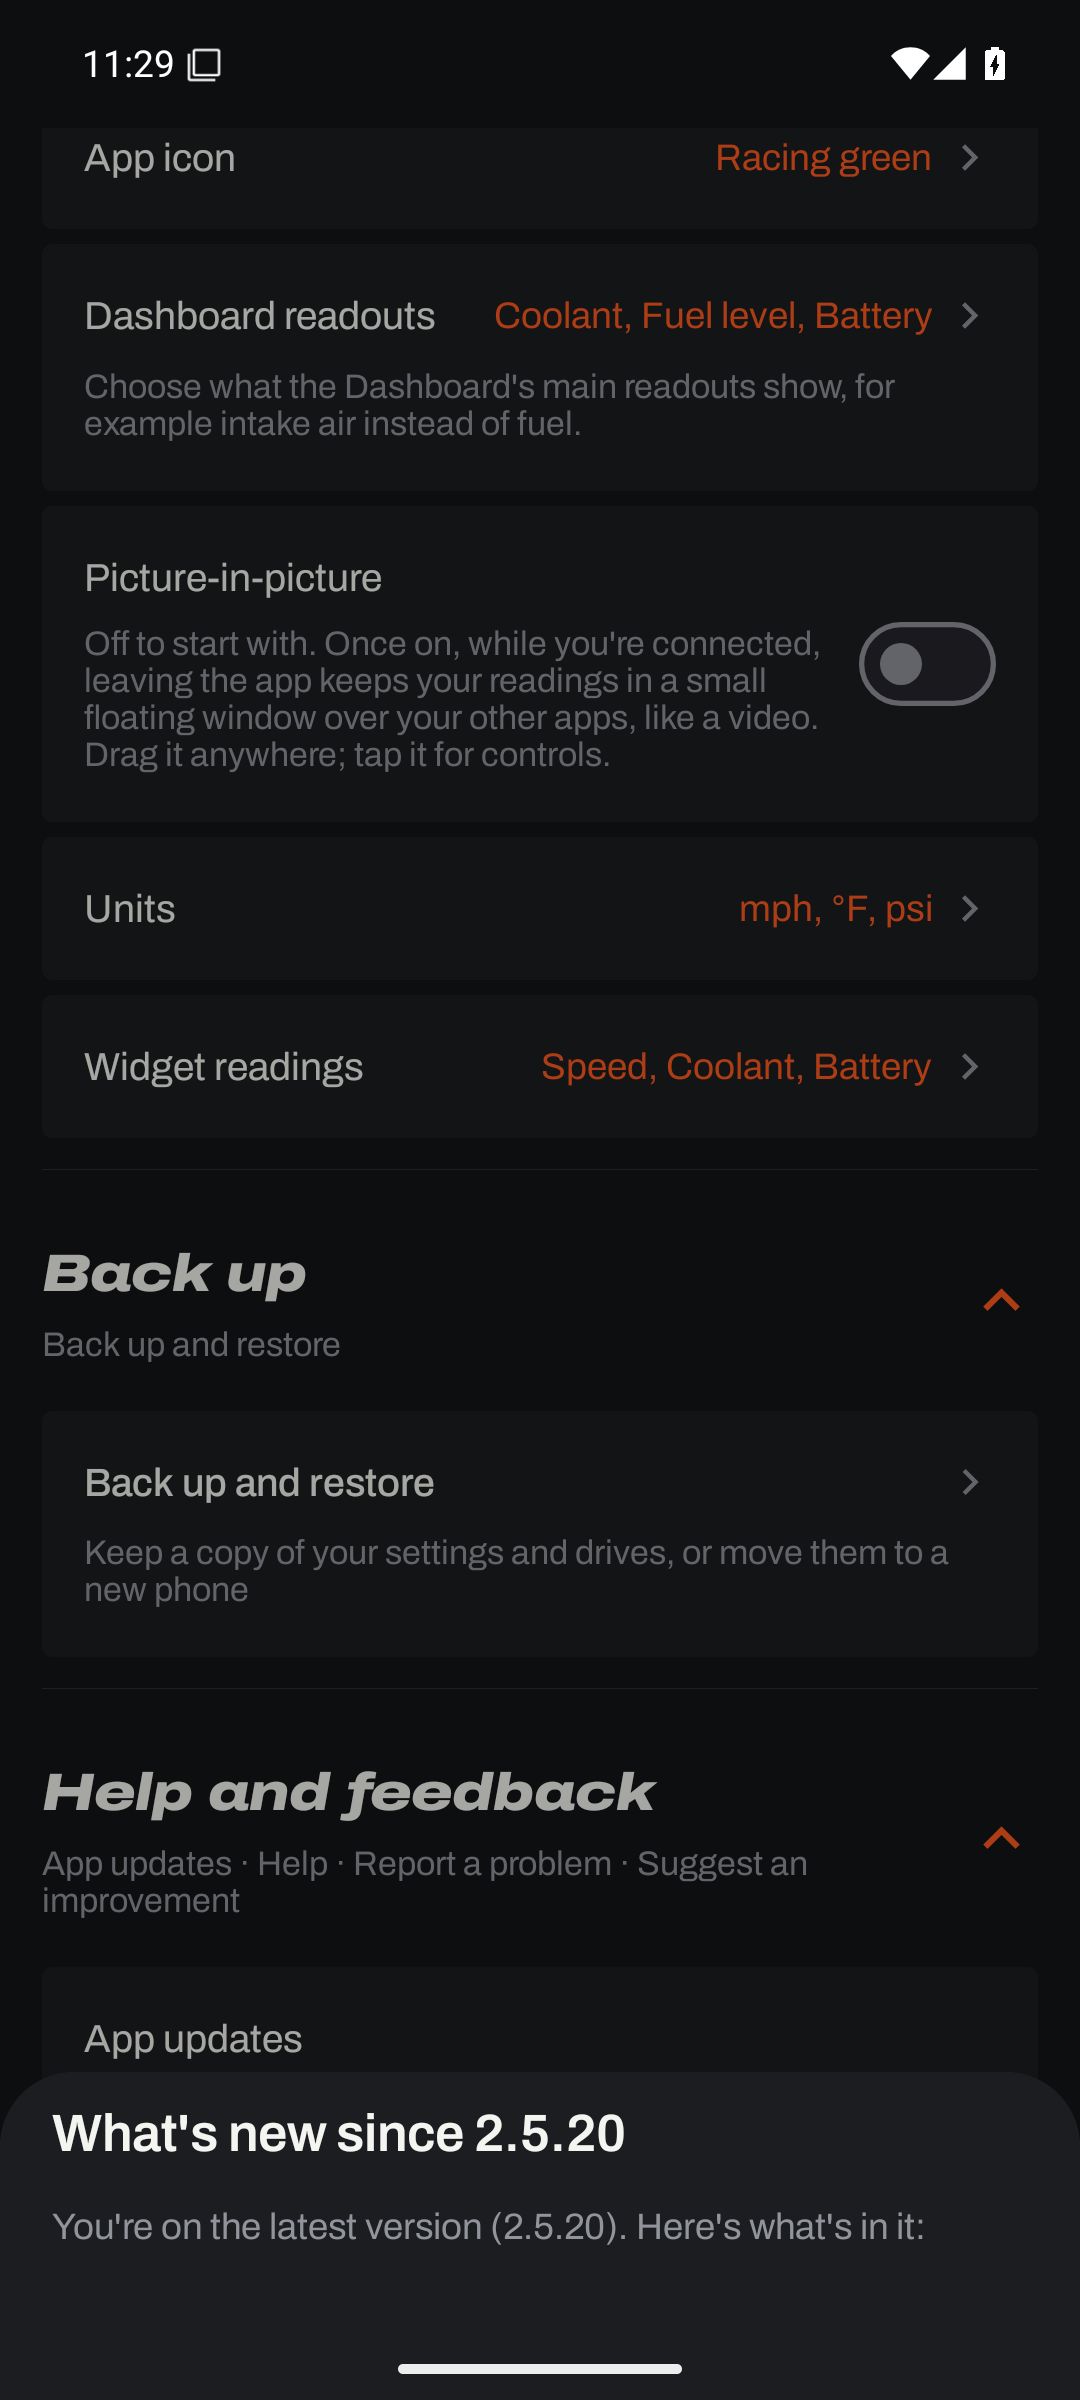 11:29
App icon
Racing green
Dashboard readouts
Coolant, Fuel level, Battery
Choose what the Dashboard's main readouts show, for
example intake air instead of fuel.
Picture-in-picture
Off to start with. Once on, while you're connected,
leaving the app keeps your readings in a small
floating window over your other apps, like a video.
Drag it anywhere; tap it for controls.
Units
mph, °F, psi
Widget readings
Speed, Coolant, Battery
Back up
Back up and restore
Back up and restore
Keep a copy of your settings and drives, or move them to a
new phone
Help and feedback
App updates · Help · Report a problem · Suggest an
improvement
App updates
What's new since 2.5.20
You're on the latest version (2.5.20). Here's what's in it: